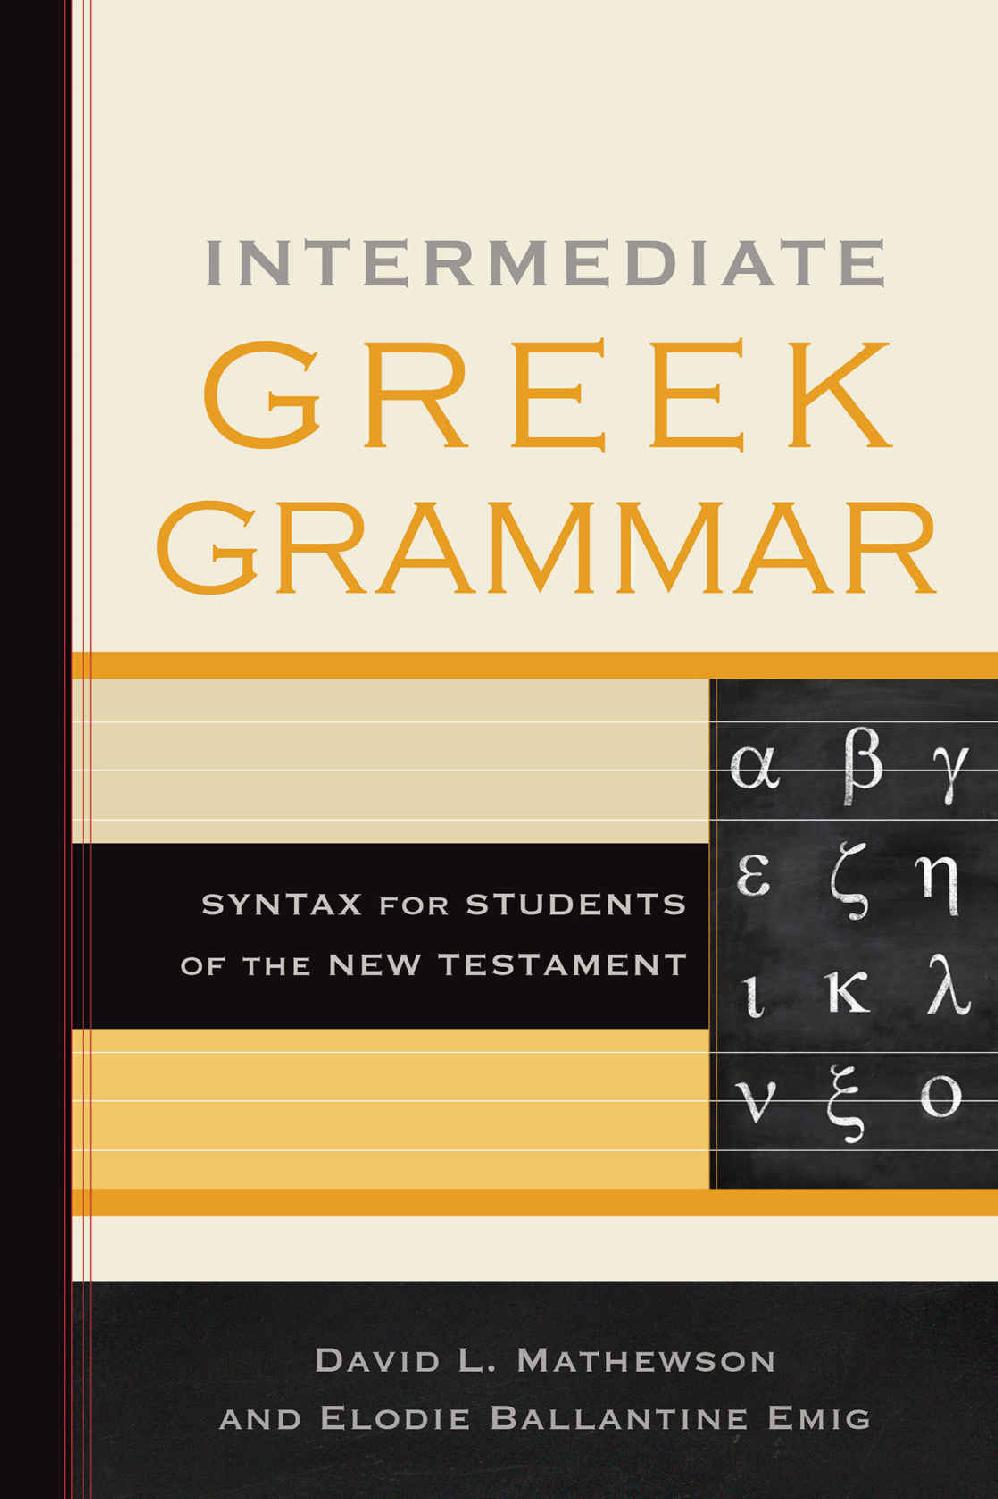 INTERMEDIATE
GREEK
GRAMMAR
α β γ
ε ζ η
SYNTAX FOR STUDENTS
OF THE NEW TESTAMENT
ι κ λ
ν ξ ο
DAVID L. MATHEWSON
AND ELODIE BALLANTINE EMIG